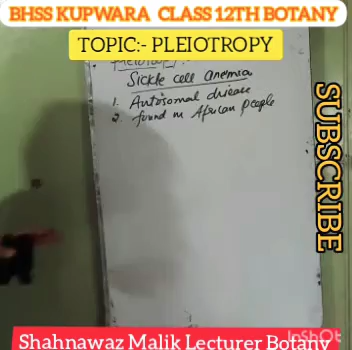 BHSS KUPWARA CLASS 12TH BOTANY
TOPIC:- PLEIOTROPY
Pleiotropy
Sickle cell anemia
1. Autosomal disease
2. found in African people
SUBSCRIBE
InShOt
Shahnawaz Malik Lecturer Botany